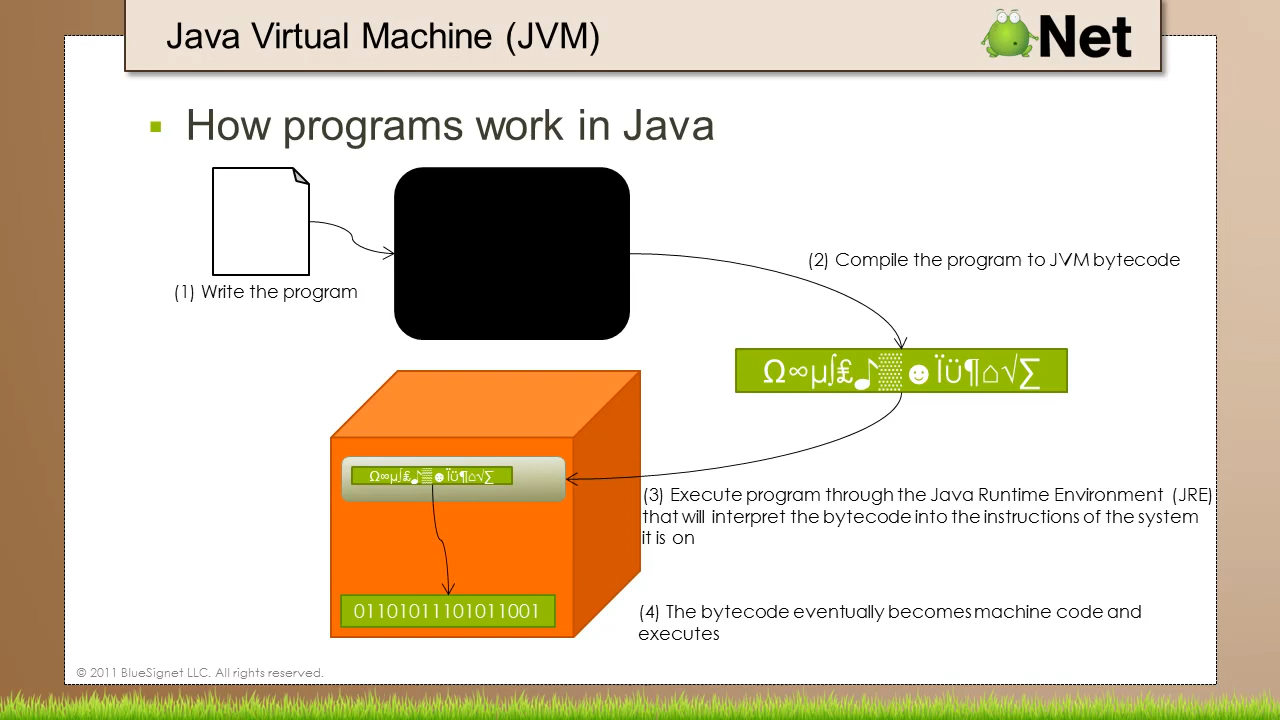 Java Virtual Machine (JVM)
Net
How programs work in Java
(1) Write the program
(2) Compile the program to JVM bytecode
Ω∞µ∫₤♪▒☻Ïü¶⌂√∑
Ω∞µ∫₤♪▒☻Ïü¶⌂√∑
(3) Execute program through the Java Runtime Environment (JRE)
that will interpret the bytecode into the instructions of the system
it is on
01101011101011001
(4) The bytecode eventually becomes machine code and
executes
© 2011 BlueSignet LLC. All rights reserved.